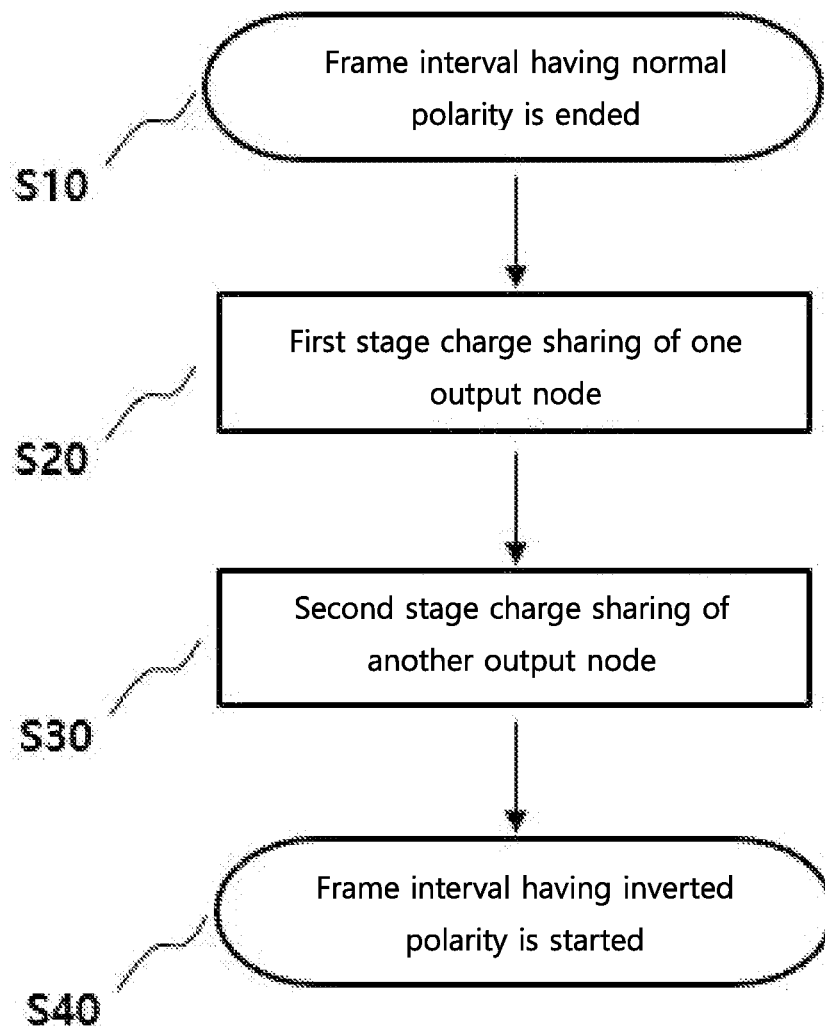 Frame interval having normal
polarity is ended
S10
First stage charge sharing of one
output node
S20
Second stage charge sharing of
another output node
S30
Frame interval having inverted
polarity is started
S40